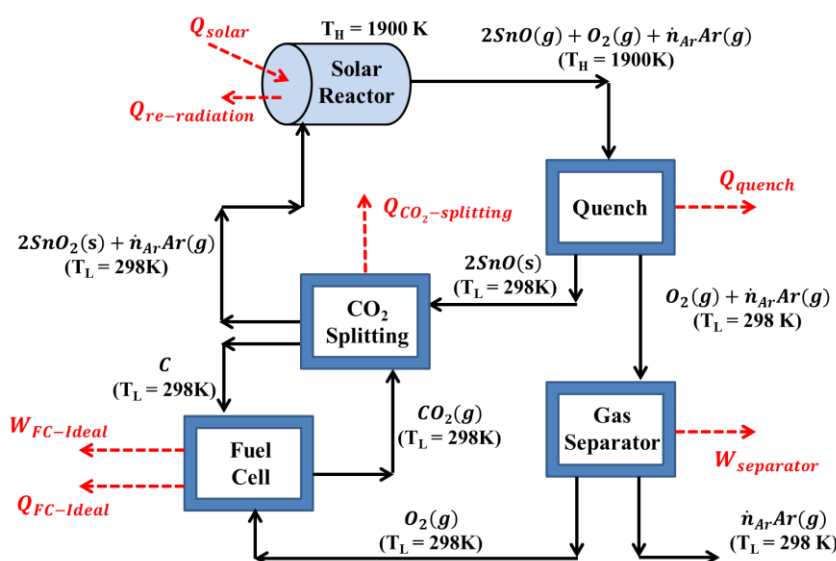 Q_solar
T_H = 1900 K
Solar
Reactor
Q_re−radiation
2SnO(g) + O_2(g) + ṅ_Ar Ar(g)
(T_H = 1900K)
Quench
Q_quench
Q_CO_2−splitting
2SnO_2(s) + ṅ_Ar Ar(g)
(T_L = 298K)
2SnO(s)
(T_L = 298K)
O_2(g) + ṅ_Ar Ar(g)
(T_L = 298 K)
CO_2
Splitting
C
(T_L = 298K)
CO_2(g)
(T_L = 298K)
Gas
Separator
W_separator
W_FC−Ideal
Fuel
Cell
Q_FC−Ideal
O_2(g)
(T_L = 298K)
ṅ_Ar Ar(g)
(T_L = 298 K)